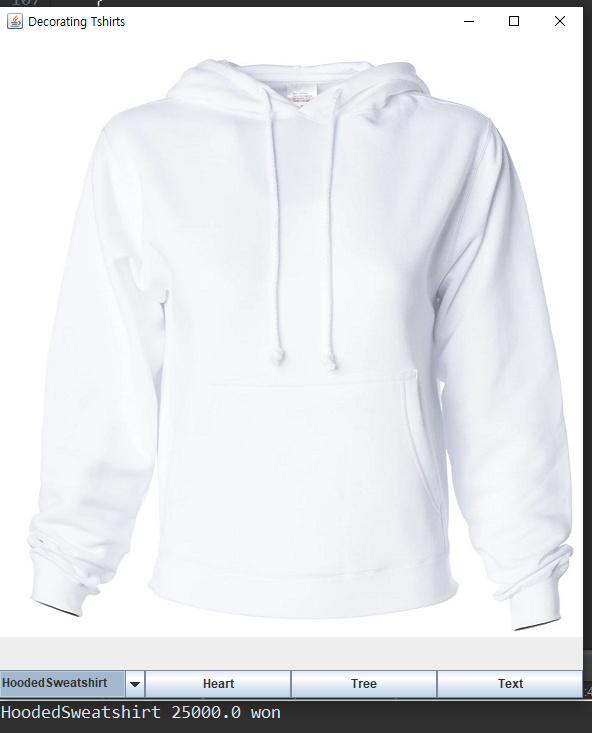 Decorating Tshirts
HoodedSweatshirt
Heart
Tree
Text
HoodedSweatshirt 25000.0 won